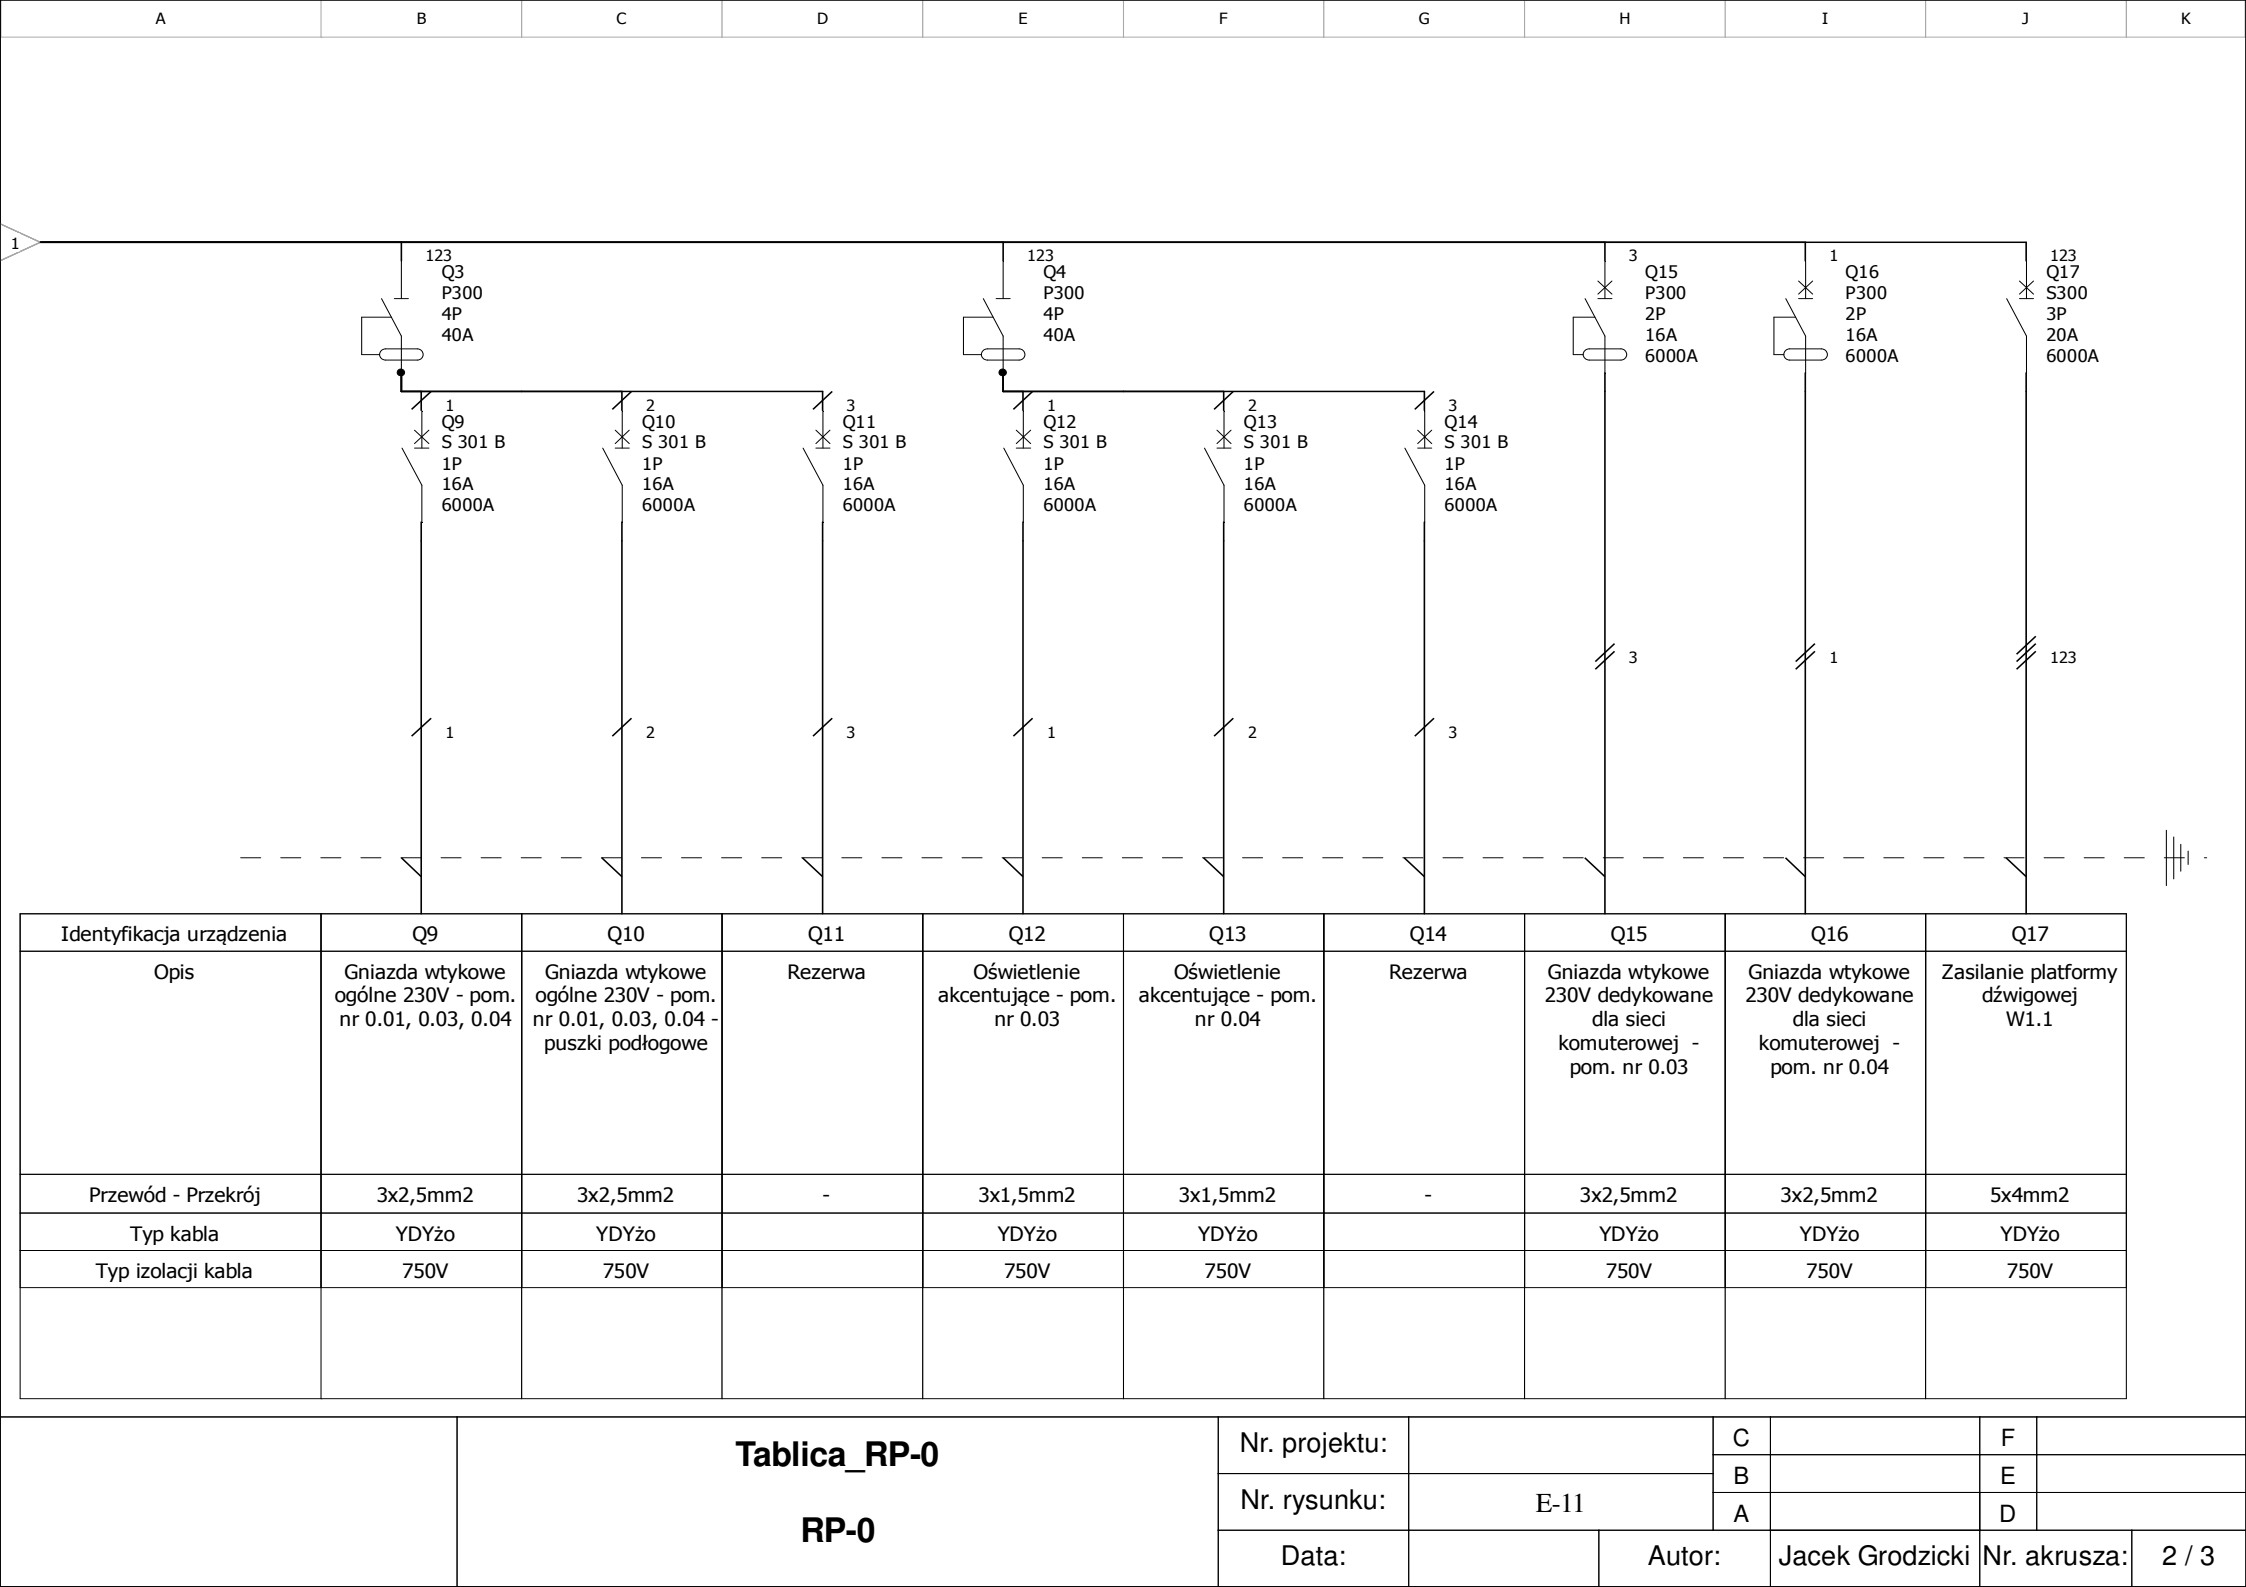 A B C D E F G H I J K
1
123
Q3
P300
4P
40A
123
Q4
P300
4P
40A
3
Q15
P300
2P
16A
6000A
1
Q16
P300
2P
16A
6000A
123
Q17
S300
3P
20A
6000A
1
Q9
S 301 B
1P
16A
6000A
2
Q10
S 301 B
1P
16A
6000A
3
Q11
S 301 B
1P
16A
6000A
1
Q12
S 301 B
1P
16A
6000A
2
Q13
S 301 B
1P
16A
6000A
3
Q14
S 301 B
1P
16A
6000A
3
1
123
1
2
3
1
2
3
Identyfikacja urządzenia Q9 Q10 Q11 Q12 Q13 Q14 Q15 Q16 Q17
Opis
Gniazda wtykowe
ogólne 230V - pom.
nr 0.01, 0.03, 0.04
Gniazda wtykowe
ogólne 230V - pom.
nr 0.01, 0.03, 0.04 -
puszki podłogowe
Rezerwa
Oświetlenie
akcentujące - pom.
nr 0.03
Oświetlenie
akcentujące - pom.
nr 0.04
Rezerwa
Gniazda wtykowe
230V dedykowane
dla sieci
komuterowej -
pom. nr 0.03
Gniazda wtykowe
230V dedykowane
dla sieci
komuterowej -
pom. nr 0.04
Zasilanie platformy
dźwigowej
W1.1
Przewód - Przekrój 3x2,5mm2 3x2,5mm2 - 3x1,5mm2 3x1,5mm2 - 3x2,5mm2 3x2,5mm2 5x4mm2
Typ kabla YDYżo YDYżo YDYżo YDYżo YDYżo YDYżo YDYżo
Typ izolacji kabla 750V 750V 750V 750V 750V 750V 750V
Tablica_RP-0
RP-0
Nr. projektu:
Nr. rysunku: E-11
C F
B E
A D
Data: Autor: Jacek Grodzicki Nr. akrusza: 2 / 3